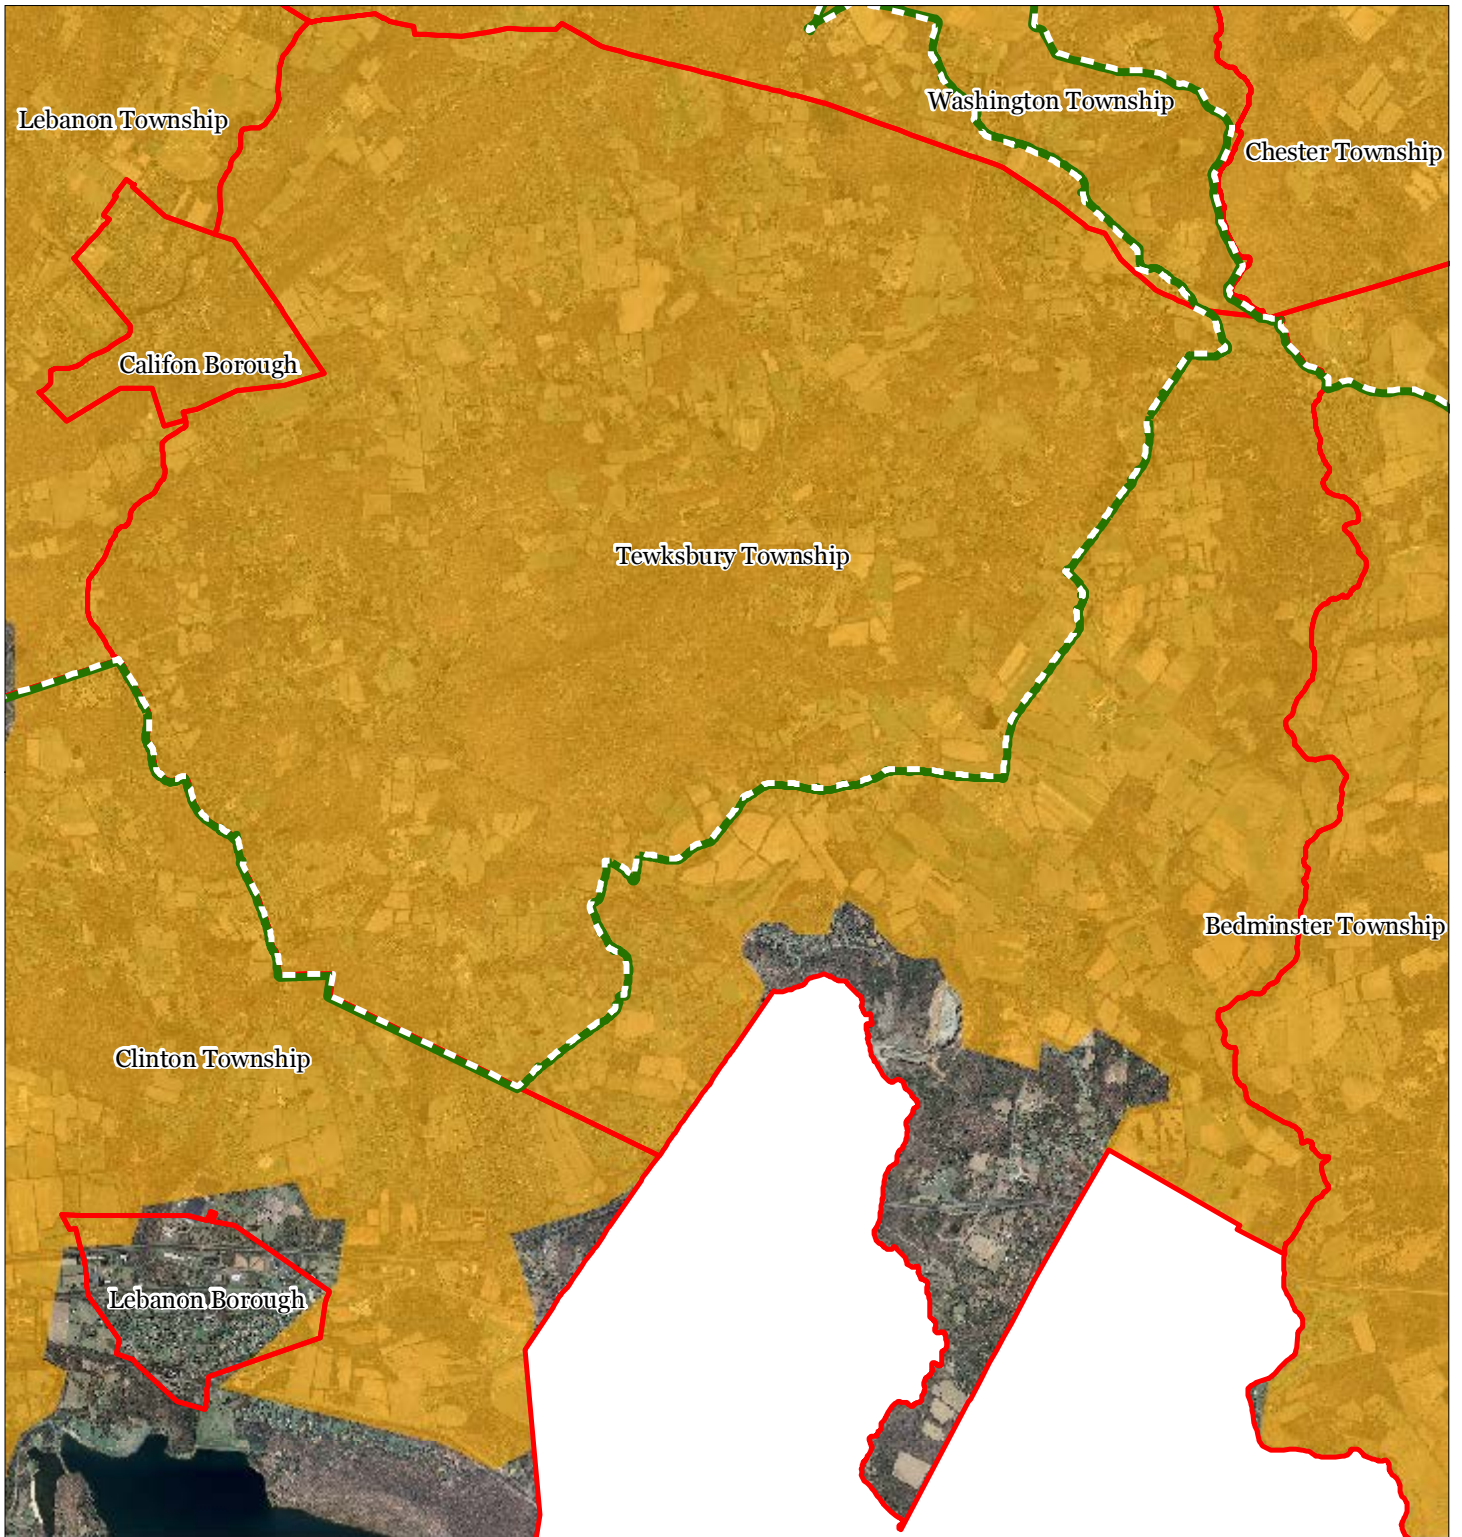 Washington Township
Lebanon Township
Chester Township
Califon Borough
Tewksbury Township
Bedminster Township
Clinton Township
Lebanon Borough